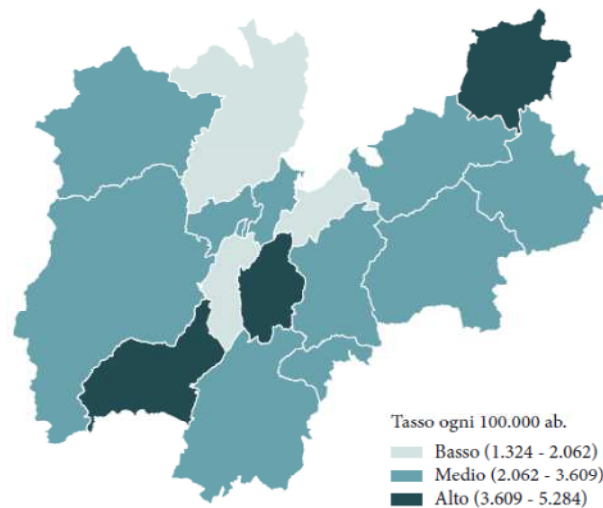 Tasso ogni 100.000 ab.
Basso (1.324 - 2.062)
Medio (2.062 - 3.609)
Alto (3.609 - 5.284)